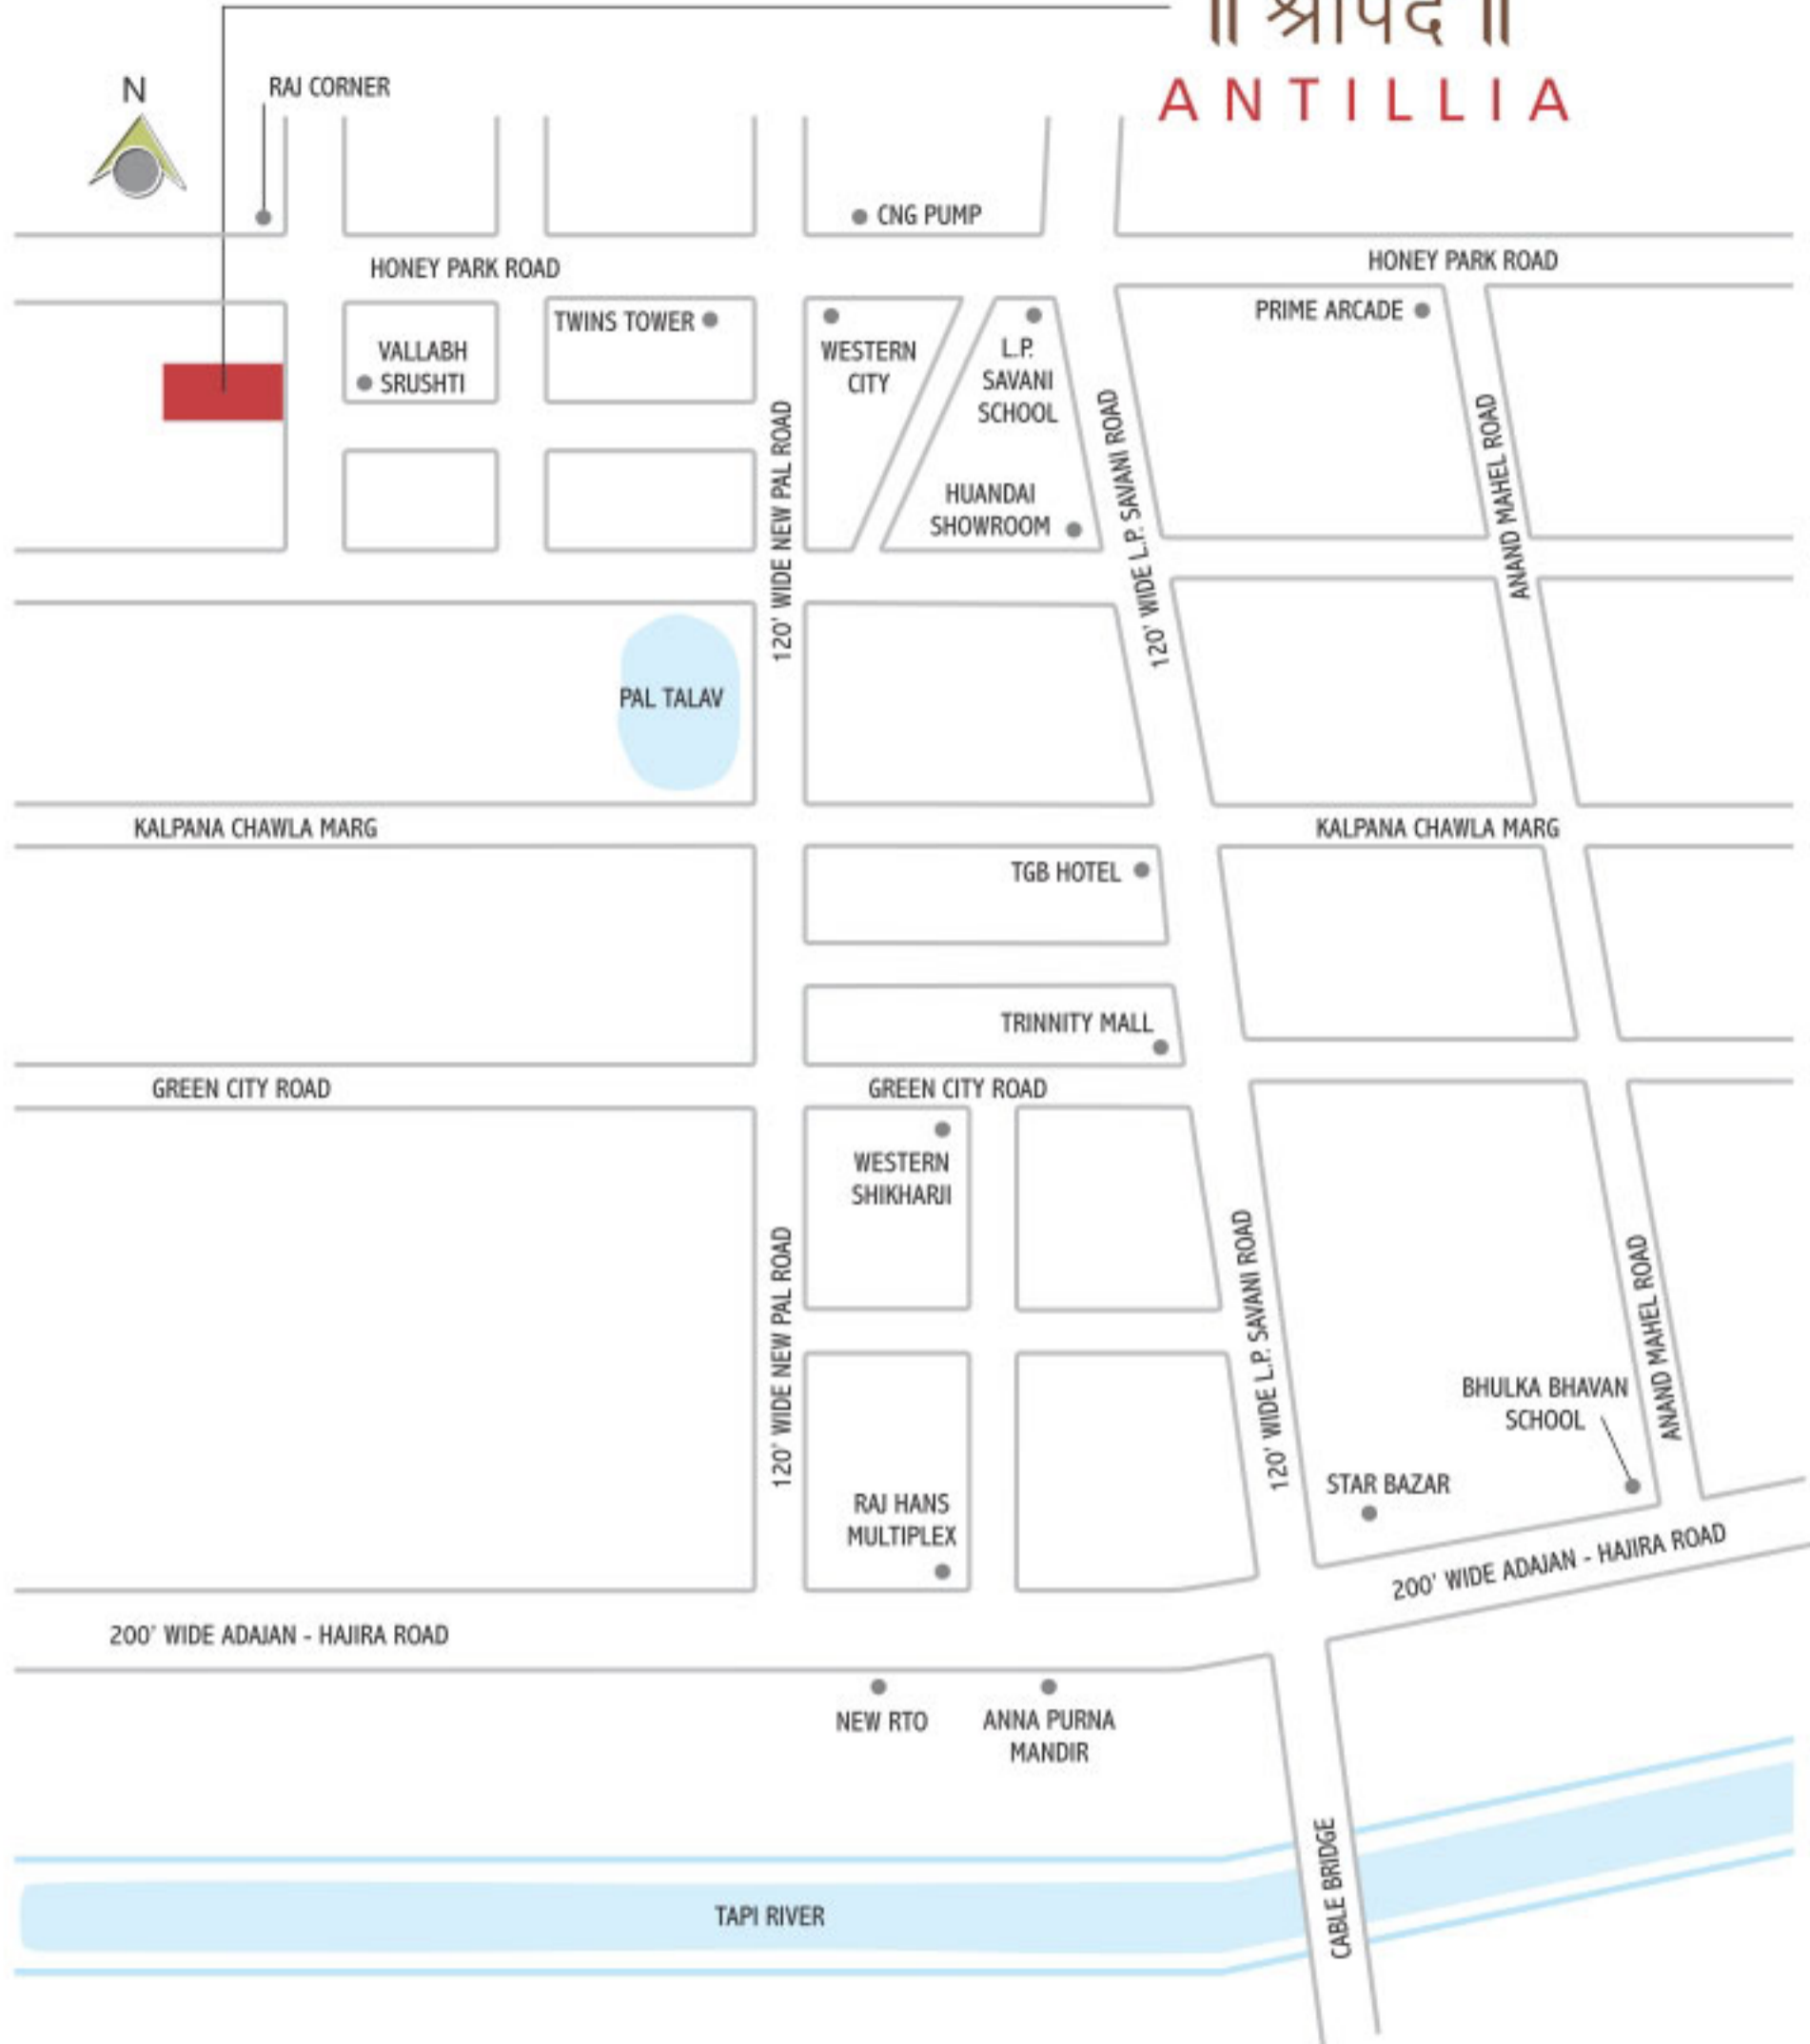 ॥ श्रीपद ॥
ANTILLIA
N
RAJ CORNER
CNG PUMP
HONEY PARK ROAD
HONEY PARK ROAD
TWINS TOWER
PRIME ARCADE
VALLABH
SRUSHTI
WESTERN
CITY
L.P.
SAVANI
SCHOOL
HUANDAI
SHOWROOM
120' WIDE NEW PAL ROAD
120' WIDE L.P. SAVANI ROAD
ANAND MAHEL ROAD
PAL TALAV
KALPANA CHAWLA MARG
KALPANA CHAWLA MARG
TGB HOTEL
TRINNITY MALL
GREEN CITY ROAD
GREEN CITY ROAD
WESTERN
SHIKHARJI
120' WIDE NEW PAL ROAD
120' WIDE L.P. SAVANI ROAD
ANAND MAHEL ROAD
BHULKA BHAVAN
SCHOOL
STAR BAZAR
RAJ HANS
MULTIPLEX
200' WIDE ADAJAN - HAJIRA ROAD
200' WIDE ADAJAN - HAJIRA ROAD
NEW RTO
ANNA PURNA
MANDIR
CABLE BRIDGE
TAPI RIVER